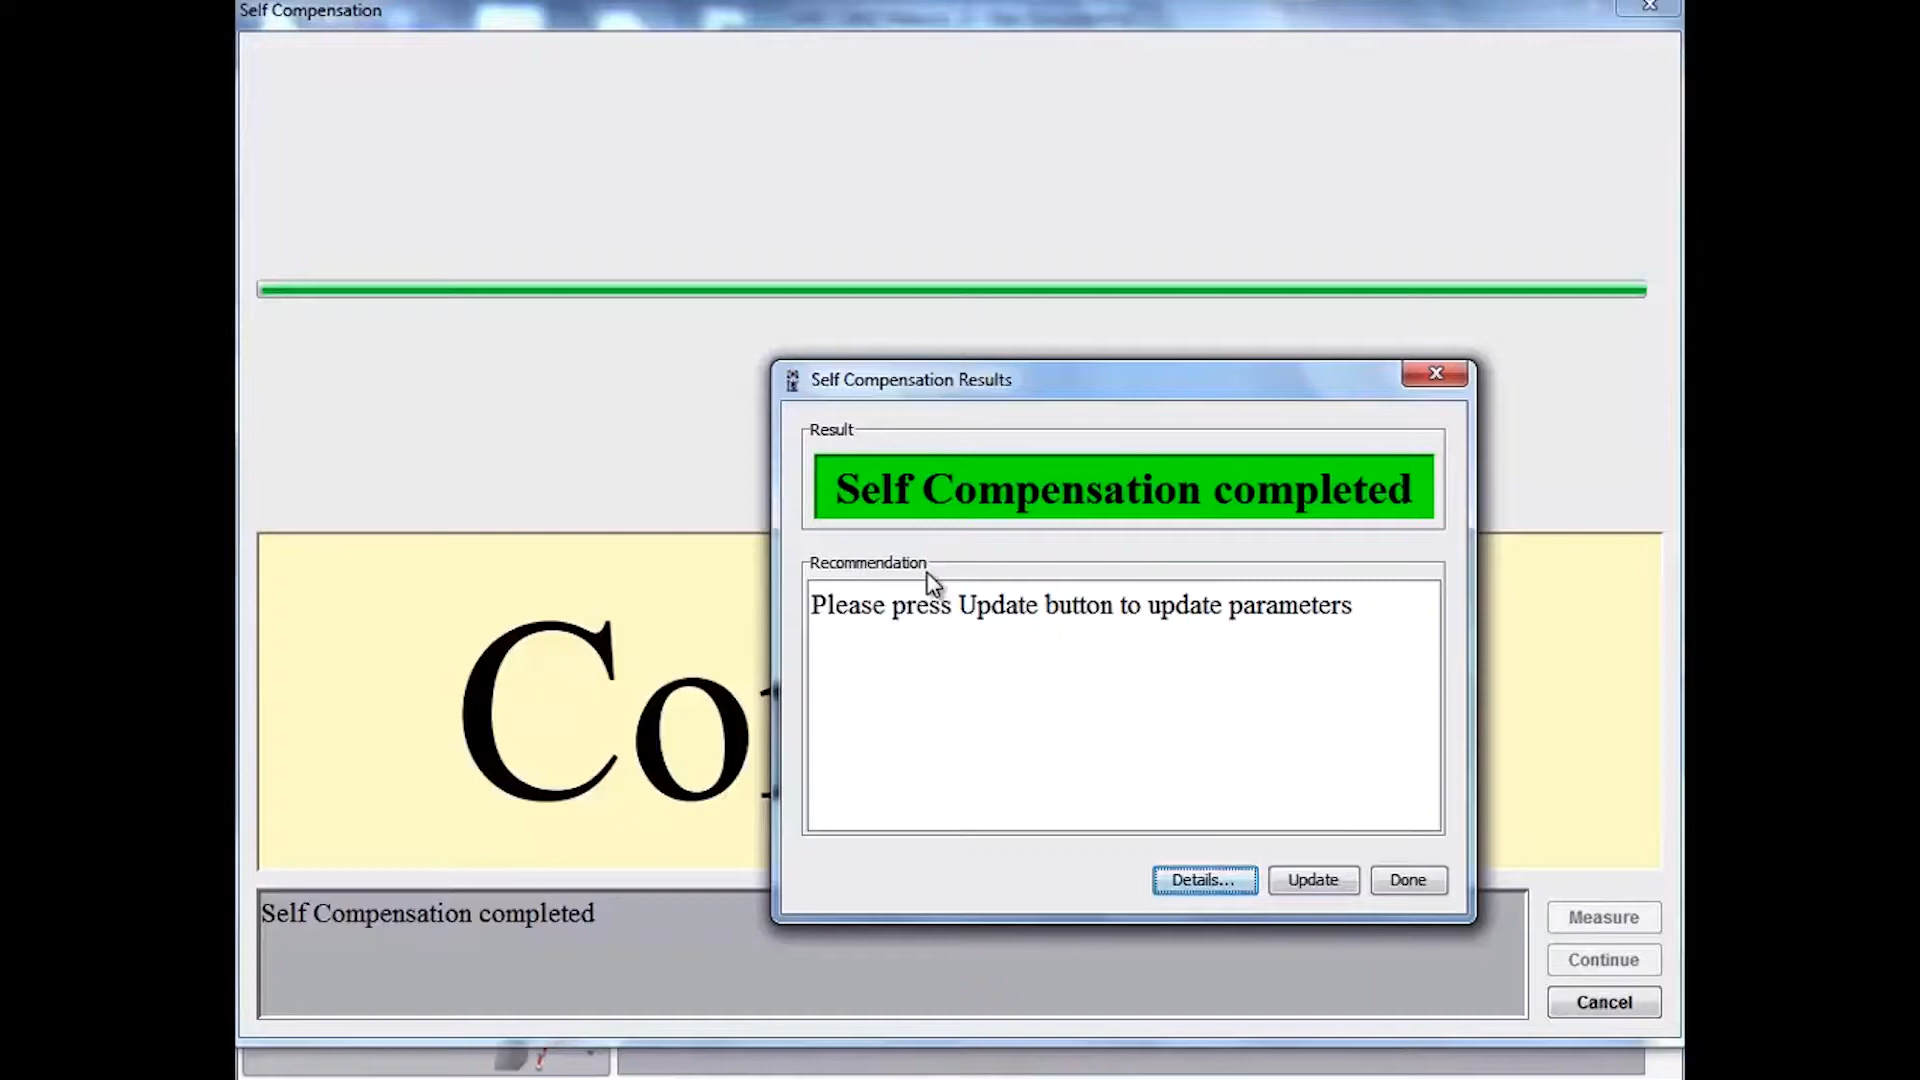 Self Compensation
Self Compensation Results
Result
Self Compensation completed
Recommendation
Please press Update button to update parameters
Co
Details...
Update
Done
Self Compensation completed
Measure
Continue
Cancel